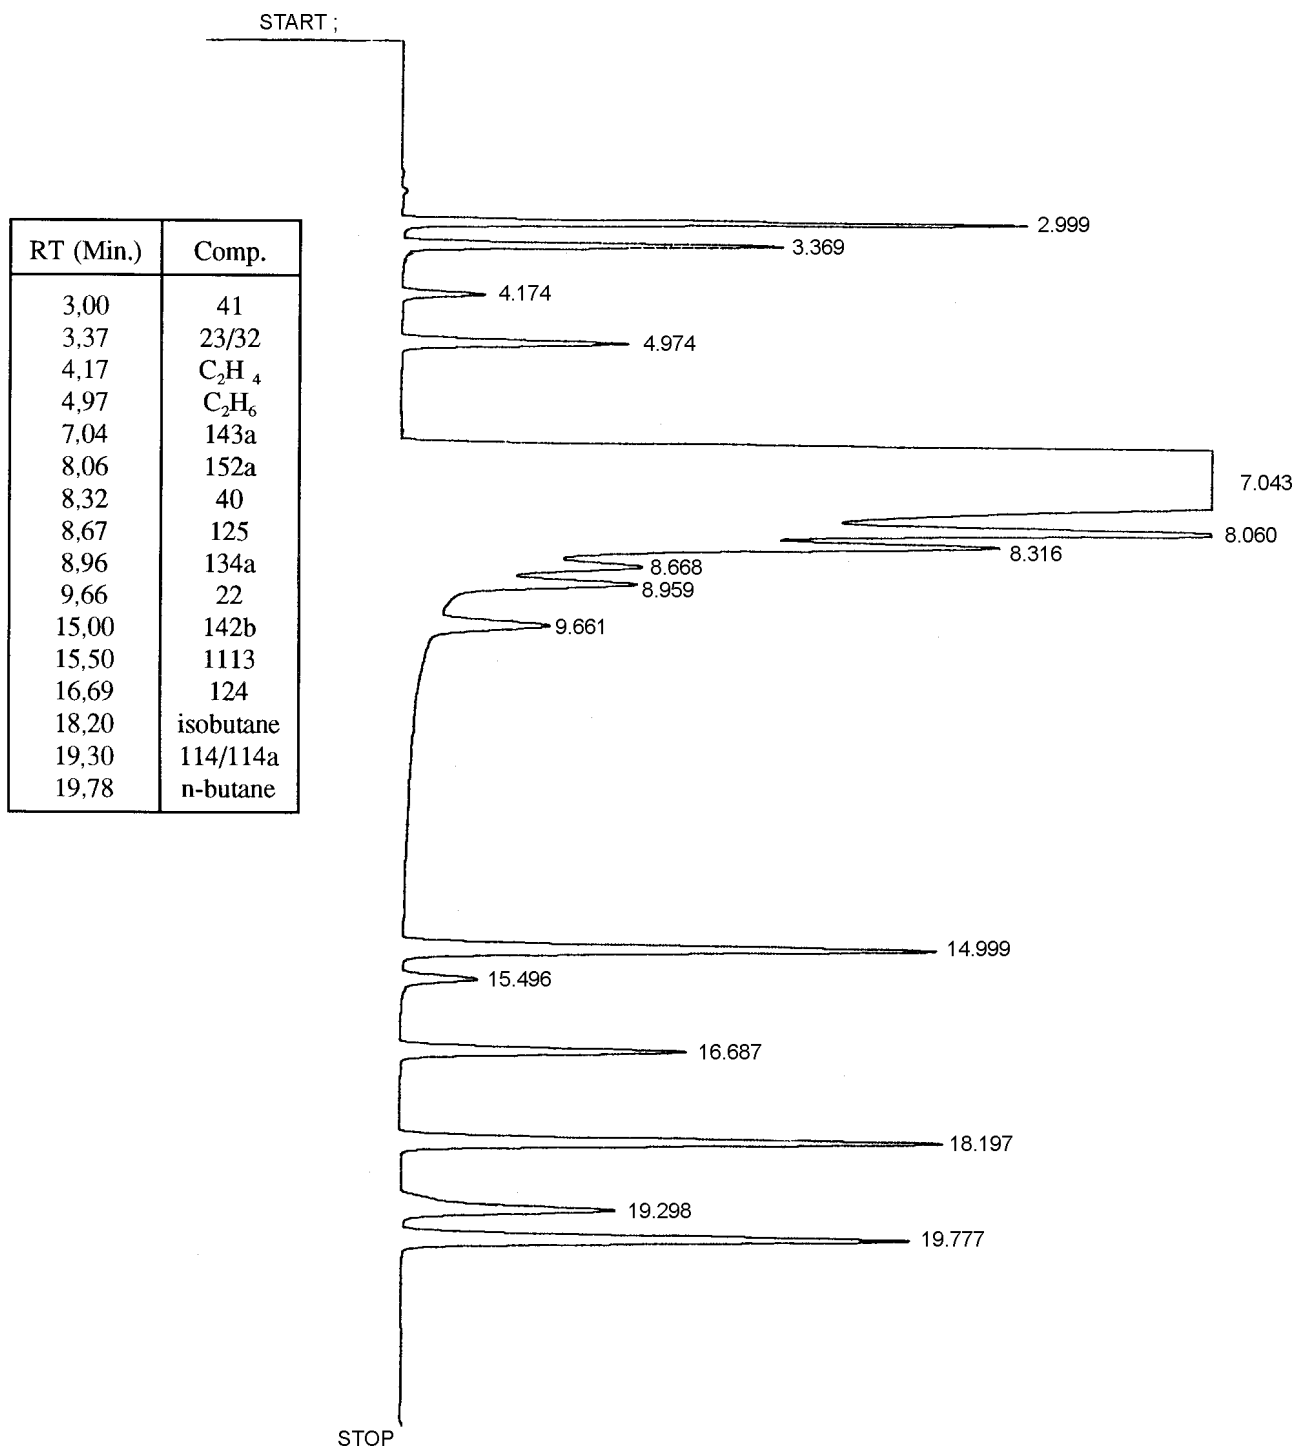 START ;
RT (Min.) Comp.
3,00 41
3,37 23/32
4,17 C₂H ₄
4,97 C₂H₆
7,04 143a
8,06 152a
8,32 40
8,67 125
8,96 134a
9,66 22
15,00 142b
15,50 1113
16,69 124
18,20 isobutane
19,30 114/114a
19,78 n-butane
2.999
3.369
4.174
4.974
7.043
8.060
8.316
8.668
8.959
9.661
14.999
15.496
16.687
18.197
19.298
19.777
STOP